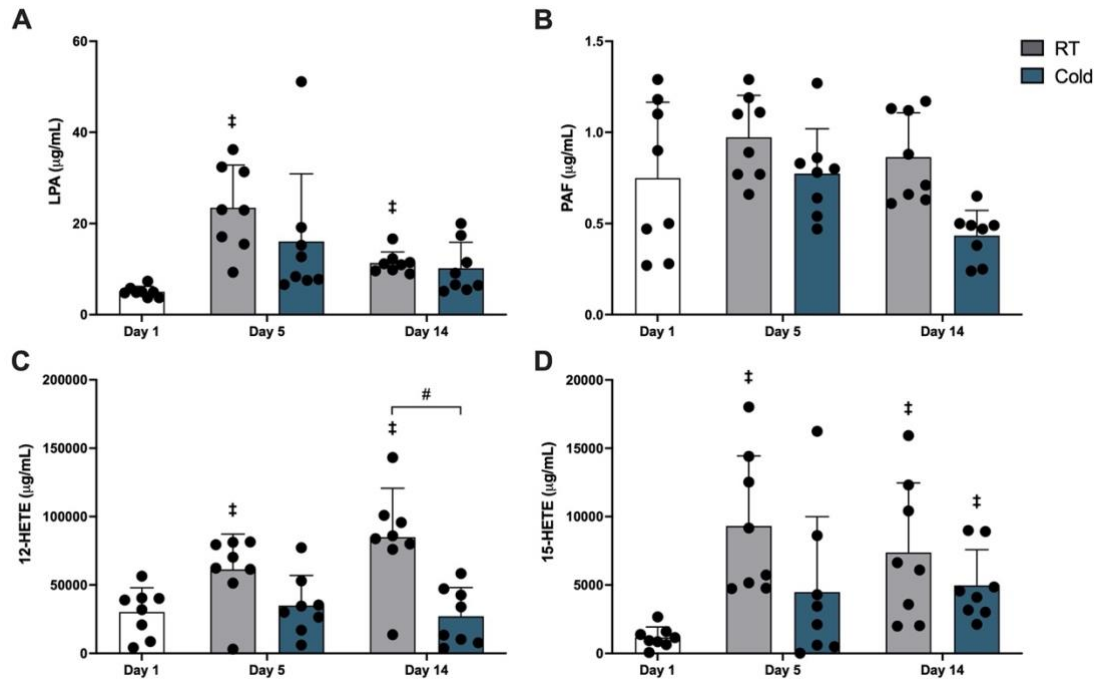 A
60
40
20
0
LPA (µg/mL)
‡
‡
Day 1 Day 5 Day 14
B
1.5
1.0
0.5
0.0
PAF (µg/mL)
Day 1 Day 5 Day 14
RT
Cold
C
200000
150000
100000
50000
0
12-HETE (µg/mL)
‡
‡
#
Day 1 Day 5 Day 14
D
20000
15000
10000
5000
0
15-HETE (µg/mL)
‡
‡
‡
Day 1 Day 5 Day 14